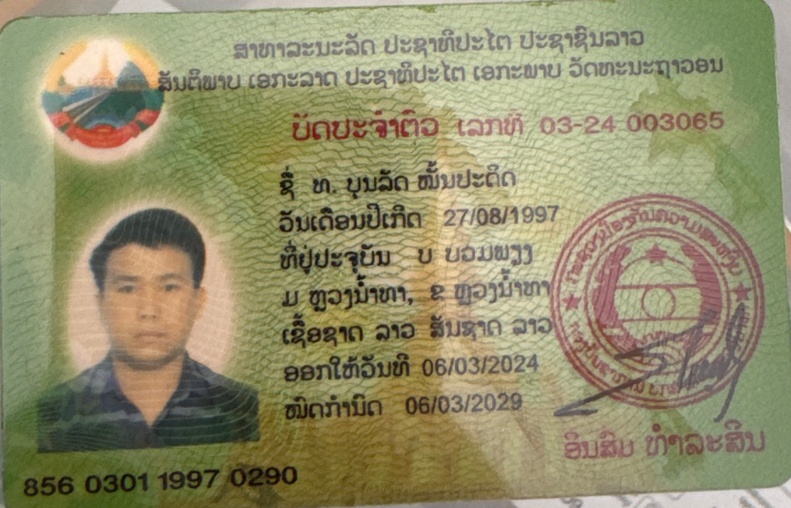 ສາທາລະນະລັດ ປະຊາທິປະໄຕ ປະຊາຊົນລາວ
ສັນຕິພາບ ເອກະລາດ ປະຊາທິປະໄຕ ເອກະພາບ ວັດທະນະຖາວອນ
ບັດປະຈຳຕົວ ເລກທີ 03-24 003065
ຊື່ ທ. ບຸນລັດ ໝັ້ນປະດິດ
ວັນເດືອນປີເກີດ 27/08/1997
ທີ່ຢູ່ປະຈຸບັນ ບ ບວມພຽງ
ມ ຫຼວງນ້ຳທາ, ຂ ຫຼວງນ້ຳທາ
ເຊື້ອຊາດ ລາວ ສັນຊາດ ລາວ
ອອກໃຫ້ວັນທີ 06/03/2024
ໝົດກຳນົດ 06/03/2029
ອິນສົມ ທຳລະສິນ
856 0301 1997 0290